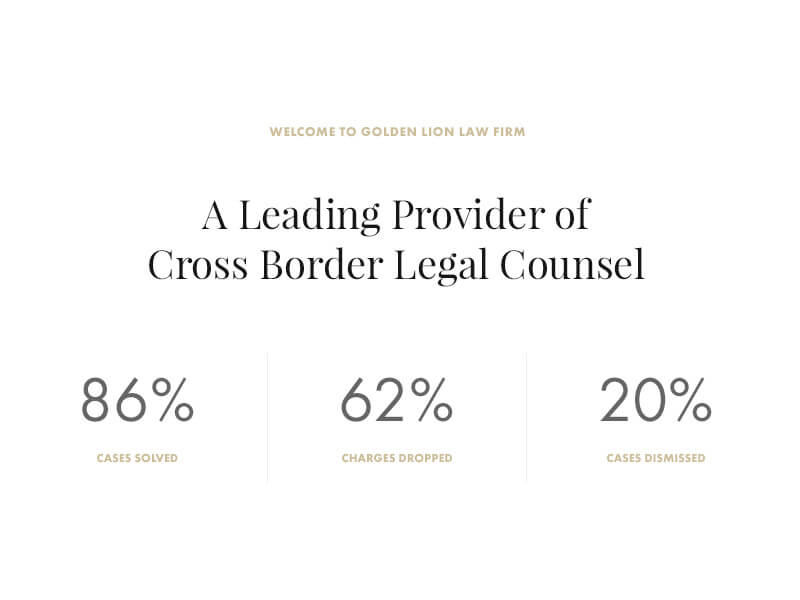 WELCOME TO GOLDEN LION LAW FIRM
A Leading Provider of
Cross Border Legal Counsel
86%
CASES SOLVED
62%
CHARGES DROPPED
20%
CASES DISMISSED